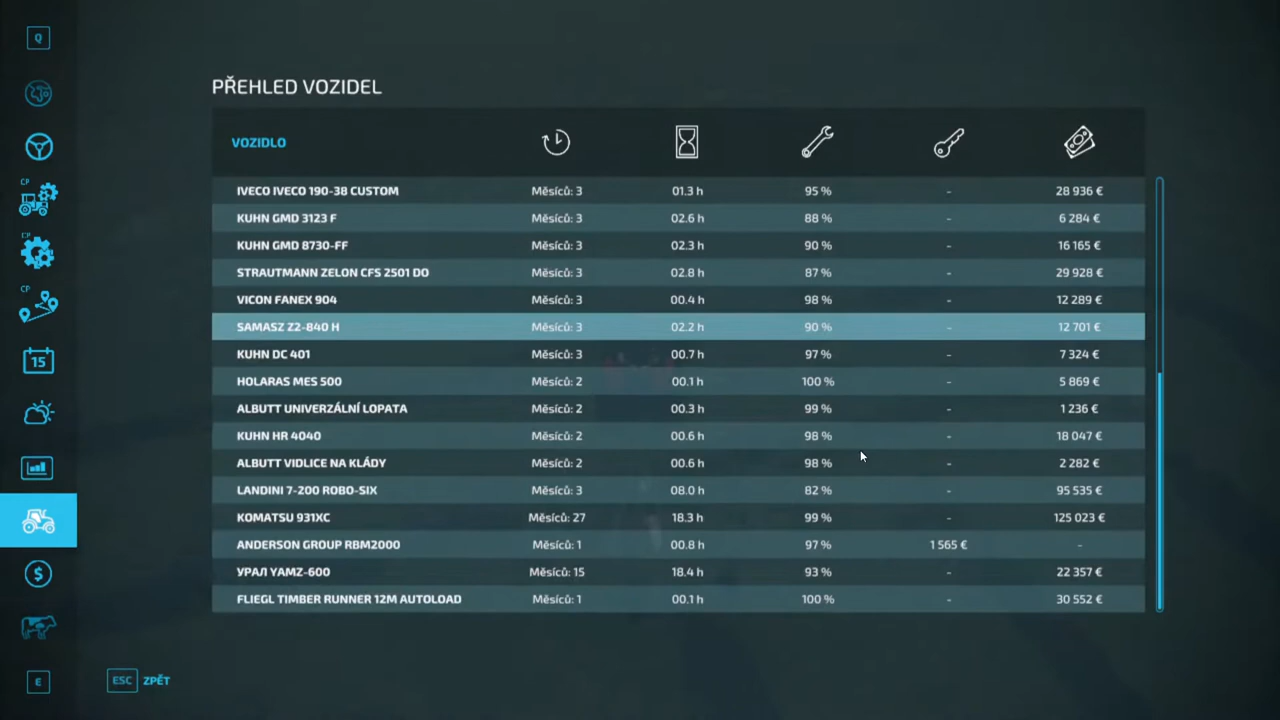 Q
PŘEHLED VOZIDEL
VOZIDLO
IVECO IVECO 190-38 CUSTOM Měsíců: 3 01.3 h 95 % - 28 936 €
KUHN GMD 3123 F Měsíců: 3 02.6 h 88 % - 6 284 €
KUHN GMD 8730-FF Měsíců: 3 02.3 h 90 % - 16 165 €
STRAUTMANN ZELON CFS 2501 DO Měsíců: 3 02.8 h 87 % - 29 928 €
VICON FANEX 904 Měsíců: 3 00.4 h 98 % - 12 289 €
SAMASZ Z2-840 H Měsíců: 3 02.2 h 90 % - 12 701 €
KUHN DC 401 Měsíců: 3 00.7 h 97 % - 7 324 €
HOLARAS MES 500 Měsíců: 2 00.1 h 100 % - 5 869 €
ALBUTT UNIVERZÁLNÍ LOPATA Měsíců: 2 00.3 h 99 % - 1 236 €
KUHN HR 4040 Měsíců: 2 00.6 h 98 % - 18 047 €
ALBUTT VIDLICE NA KLÁDY Měsíců: 2 00.6 h 98 % - 2 282 €
LANDINI 7-200 ROBO-SIX Měsíců: 3 08.0 h 82 % - 95 535 €
KOMATSU 931XC Měsíců: 27 18.3 h 99 % - 125 023 €
ANDERSON GROUP RBM2000 Měsíců: 1 00.8 h 97 % 1 565 € -
УРАЛ YAMZ-600 Měsíců: 15 18.4 h 93 % - 22 357 €
FLIEGL TIMBER RUNNER 12M AUTOLOAD Měsíců: 1 00.1 h 100 % - 30 552 €
CP
CP
CP
15
$
E
ESC ZPĚT